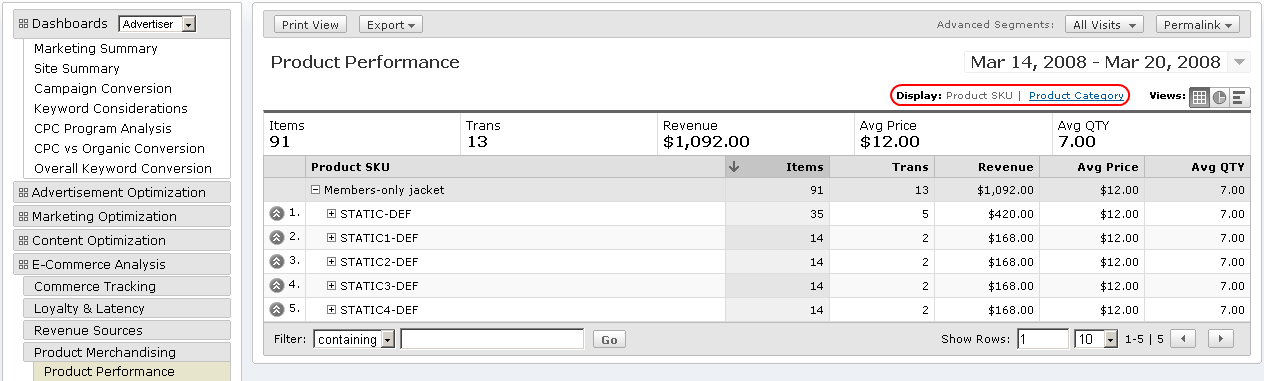 Dashboards Advertiser
Marketing Summary
Site Summary
Campaign Conversion
Keyword Considerations
CPC Program Analysis
CPC vs Organic Conversion
Overall Keyword Conversion
Advertisement Optimization
Marketing Optimization
Content Optimization
E-Commerce Analysis
Commerce Tracking
Loyalty & Latency
Revenue Sources
Product Merchandising
Product Performance
Print View Export Advanced Segments: All Visits Permalink
Product Performance Mar 14, 2008 - Mar 20, 2008
Display: Product SKU | Product Category Views:
Items Trans Revenue Avg Price Avg QTY
91 13 $1,092.00 $12.00 7.00
Product SKU Items Trans Revenue Avg Price Avg QTY
Members-only jacket 91 13 $1,092.00 $12.00 7.00
1. STATIC-DEF 35 5 $420.00 $12.00 7.00
2. STATIC1-DEF 14 2 $168.00 $12.00 7.00
3. STATIC2-DEF 14 2 $168.00 $12.00 7.00
4. STATIC3-DEF 14 2 $168.00 $12.00 7.00
5. STATIC4-DEF 14 2 $168.00 $12.00 7.00
Filter: containing Go Show Rows: 1 10 1-5 | 5